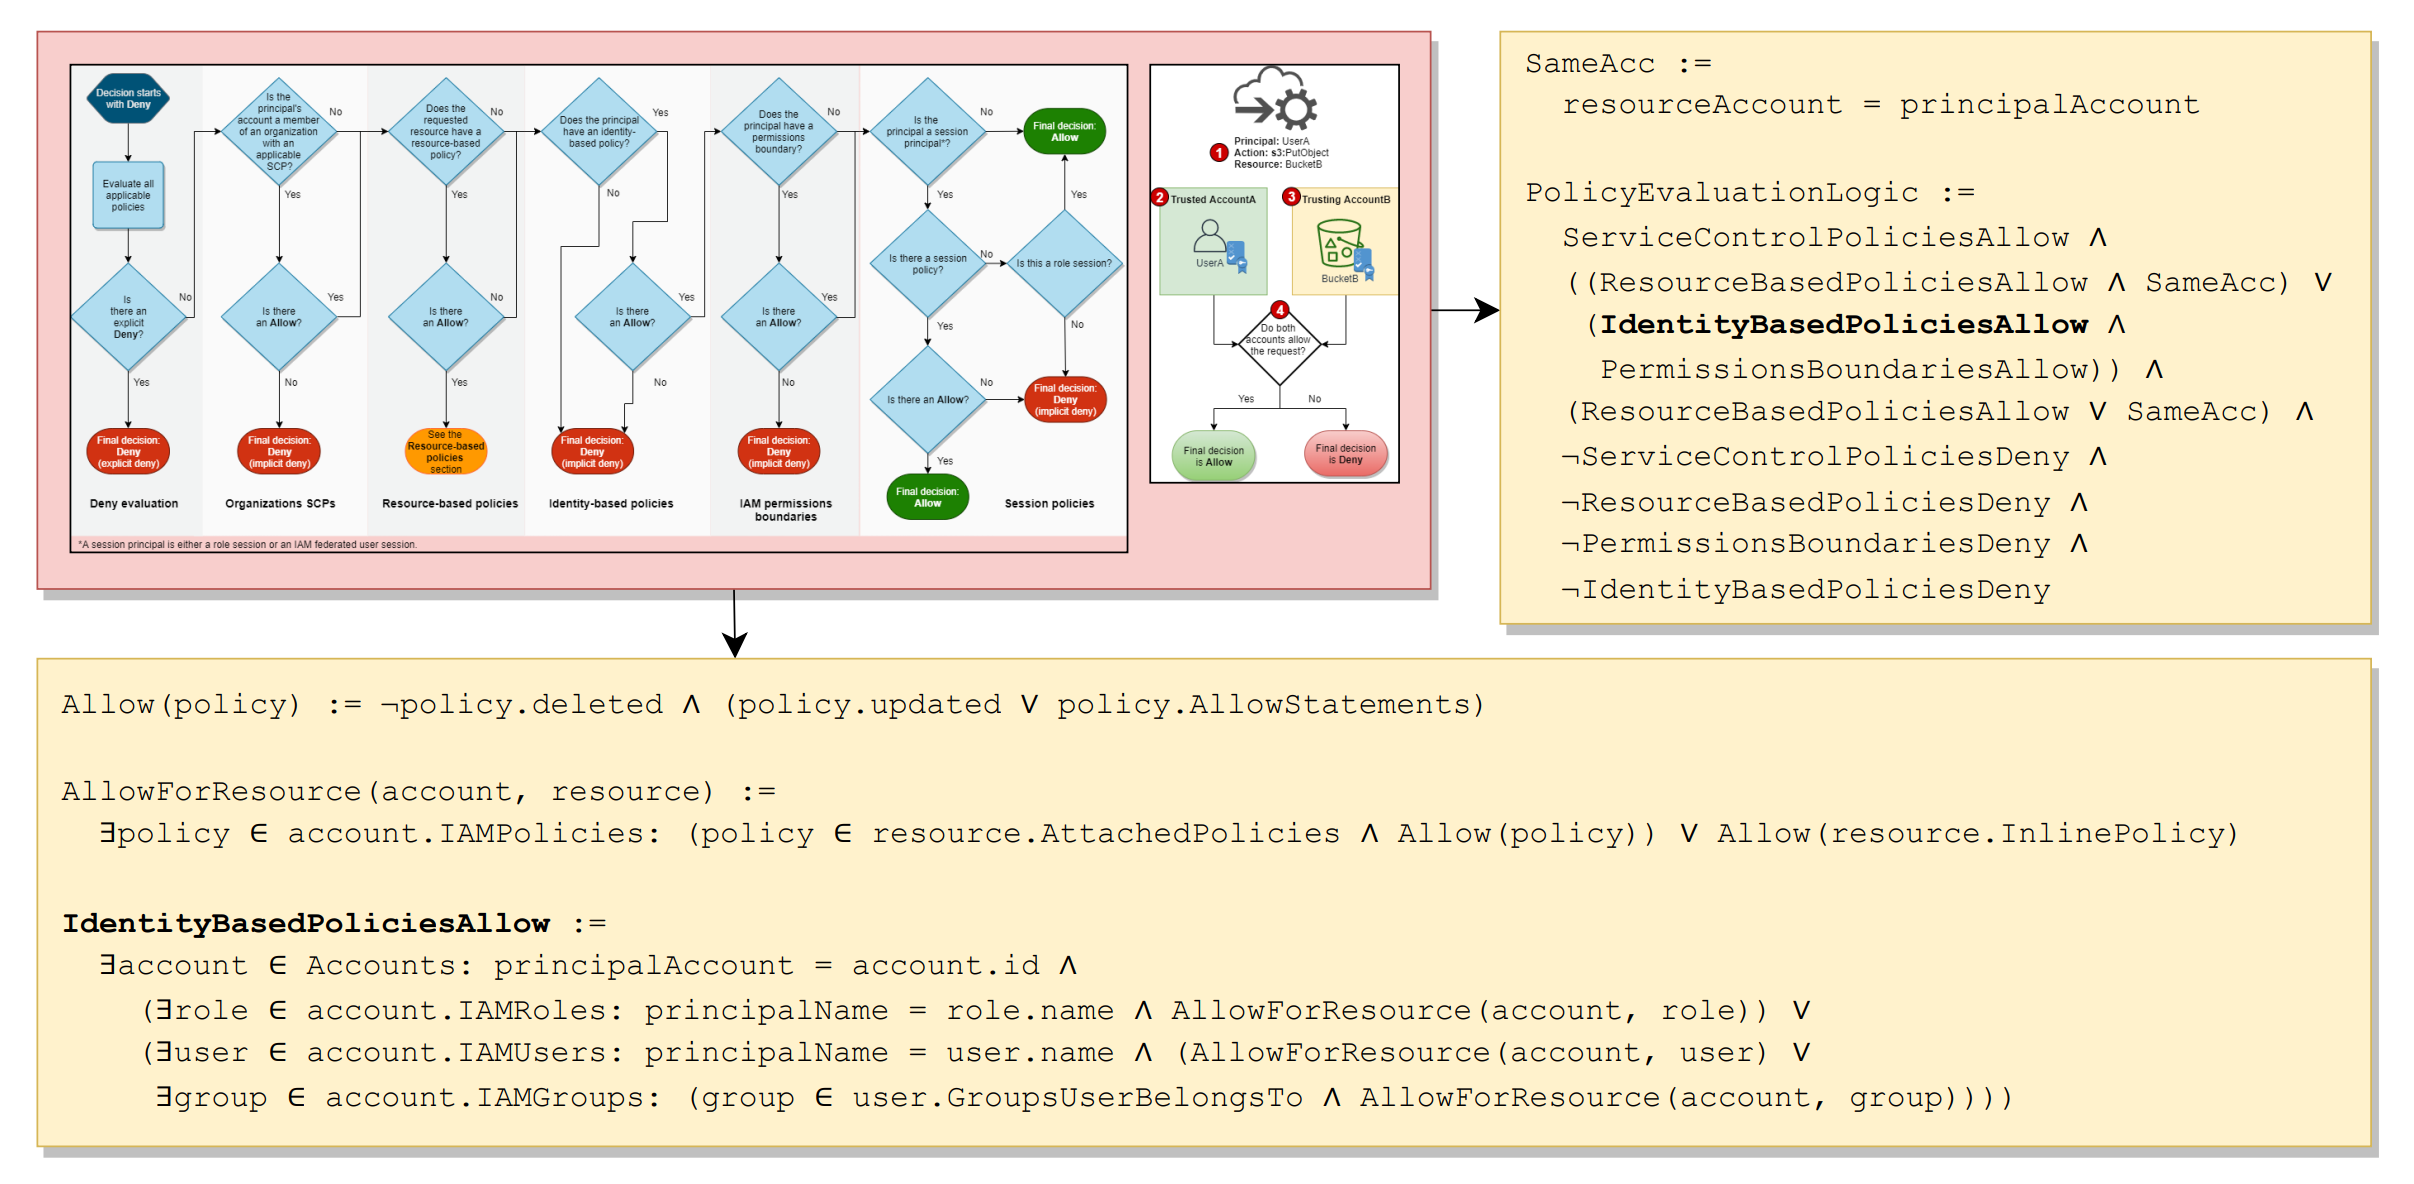 Decision starts
with Deny
Evaluate all
applicable
policies
Is
there an
explicit
Deny?
No
Yes
Final decision:
Deny
(explicit deny)
Deny evaluation
Is the
principal's
account a member
of an organization
with an
applicable
SCP?
No
Yes
Is there
an Allow?
Yes
No
Final decision:
Deny
(implicit deny)
Organizations SCPs
Does the
requested
resource have a
resource-based
policy?
No
Yes
Is there
an Allow?
No
Yes
See the
Resource-based
policies
section
Resource-based policies
Does the principal
have an identity-
based policy?
Yes
No
Is there
an Allow?
Yes
No
Final decision:
Deny
(implicit deny)
Identity-based policies
Does the
principal have a
permissions
boundary?
No
Yes
Is there
an Allow?
Yes
No
Final decision:
Deny
(implicit deny)
IAM permissions
boundaries
Is the
principal a session
principal*?
No
Yes
Final decision:
Allow
Is there a session
policy?
No
Yes
Is this a role session?
Yes
No
Is there an Allow?
No
Yes
Final decision:
Deny
(implicit deny)
Final decision:
Allow
Session policies
*A session principal is either a role session or an IAM federated user session.
1
Principal: UserA
Action: s3:PutObject
Resource: BucketB
2 Trusted AccountA
UserA
3 Trusting AccountB
BucketB
4
Do both
accounts allow
the request?
Yes
No
Final decision
is Allow
Final decision
is Deny
SameAcc :=
resourceAccount = principalAccount
PolicyEvaluationLogic :=
ServiceControlPoliciesAllow ∧
((ResourceBasedPoliciesAllow ∧ SameAcc) ∨
(IdentityBasedPoliciesAllow ∧
PermissionsBoundariesAllow)) ∧
(ResourceBasedPoliciesAllow ∨ SameAcc) ∧
¬ServiceControlPoliciesDeny ∧
¬ResourceBasedPoliciesDeny ∧
¬PermissionsBoundariesDeny ∧
¬IdentityBasedPoliciesDeny
Allow(policy) := ¬policy.deleted ∧ (policy.updated ∨ policy.AllowStatements)
AllowForResource(account, resource) :=
∃policy ∈ account.IAMPolicies: (policy ∈ resource.AttachedPolicies ∧ Allow(policy)) ∨ Allow(resource.InlinePolicy)
IdentityBasedPoliciesAllow :=
∃account ∈ Accounts: principalAccount = account.id ∧
(∃role ∈ account.IAMRoles: principalName = role.name ∧ AllowForResource(account, role)) ∨
(∃user ∈ account.IAMUsers: principalName = user.name ∧ (AllowForResource(account, user) ∨
∃group ∈ account.IAMGroups: (group ∈ user.GroupsUserBelongsTo ∧ AllowForResource(account, group))))